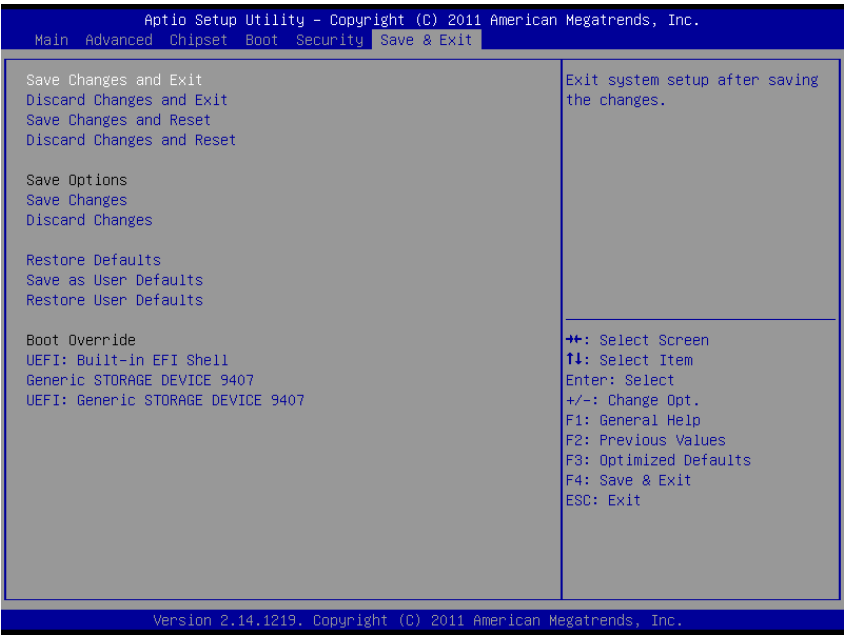 Aptio Setup Utility – Copyright (C) 2011 American Megatrends, Inc.
Main Advanced Chipset Boot Security Save & Exit
Save Changes and Exit
Discard Changes and Exit
Save Changes and Reset
Discard Changes and Reset
Save Options
Save Changes
Discard Changes
Restore Defaults
Save as User Defaults
Restore User Defaults
Boot Override
UEFI: Built-in EFI Shell
Generic STORAGE DEVICE 9407
UEFI: Generic STORAGE DEVICE 9407
Exit system setup after saving
the changes.
→←: Select Screen
↑↓: Select Item
Enter: Select
+/-: Change Opt.
F1: General Help
F2: Previous Values
F3: Optimized Defaults
F4: Save & Exit
ESC: Exit
Version 2.14.1219. Copyright (C) 2011 American Megatrends, Inc.